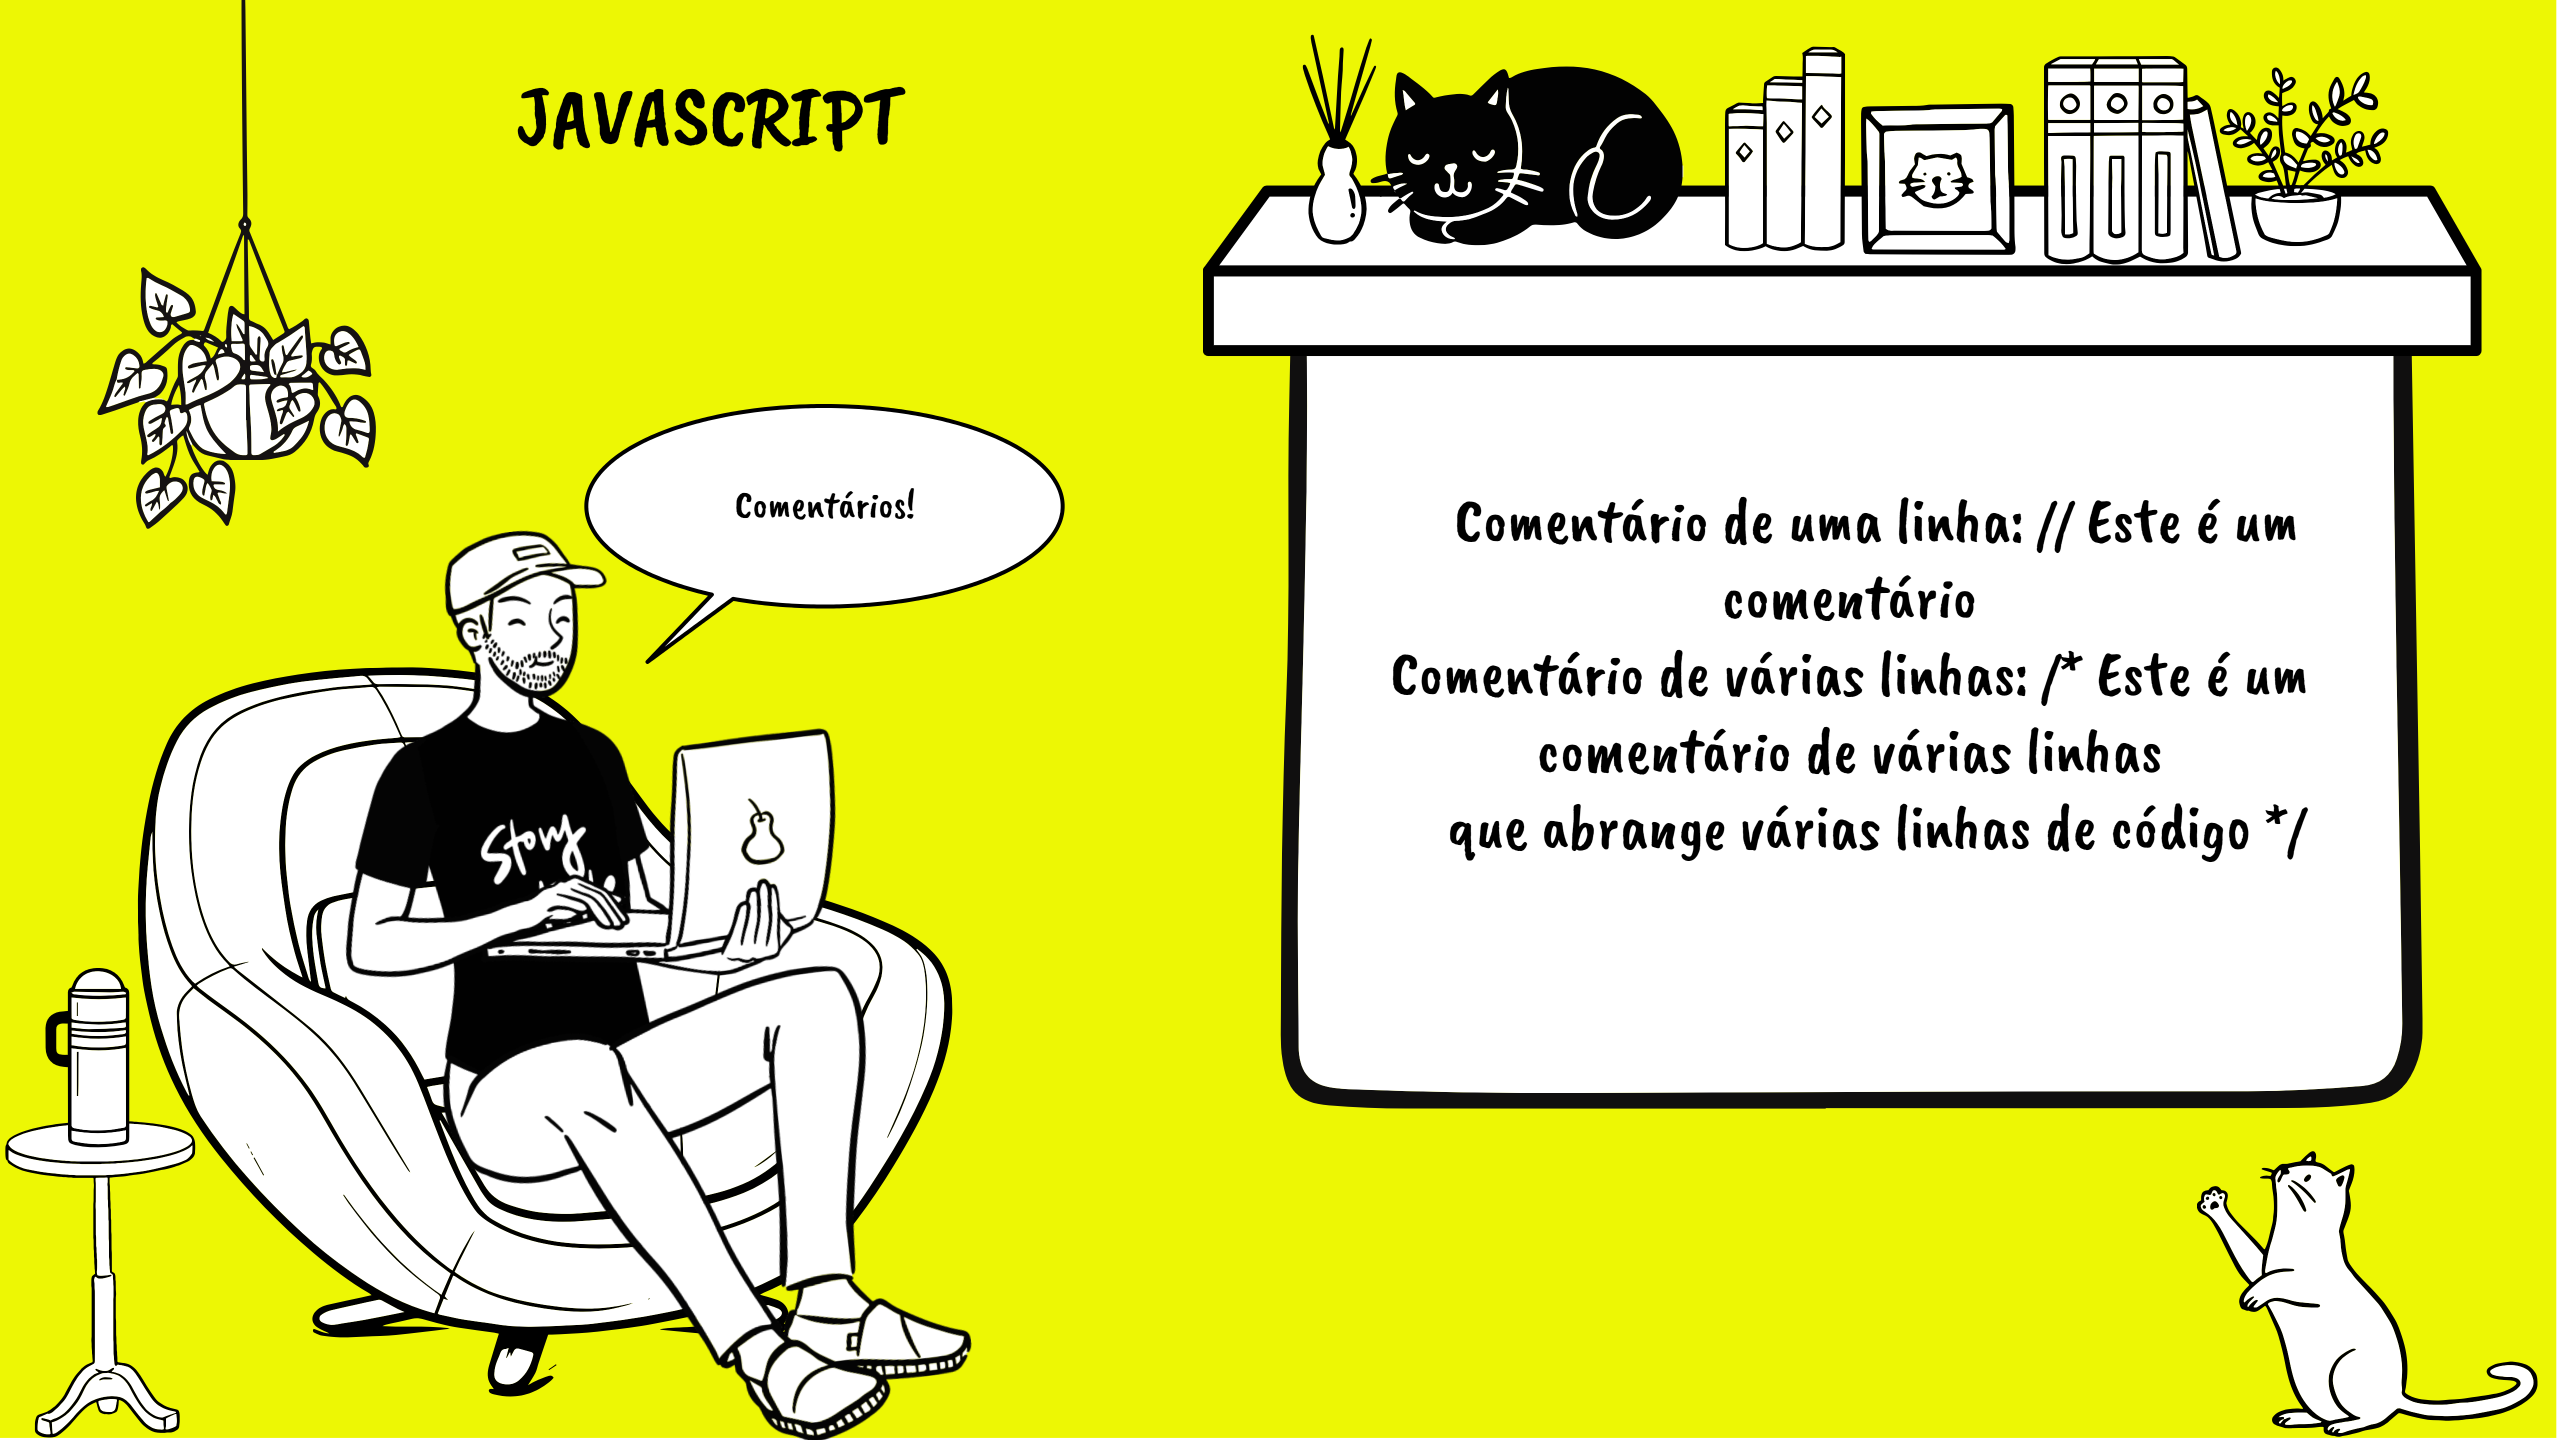 JAVASCRIPT
Comentários!
Comentário de uma linha: // Este é um
comentário
Comentário de várias linhas: /* Este é um
comentário de várias linhas
que abrange várias linhas de código */
Story